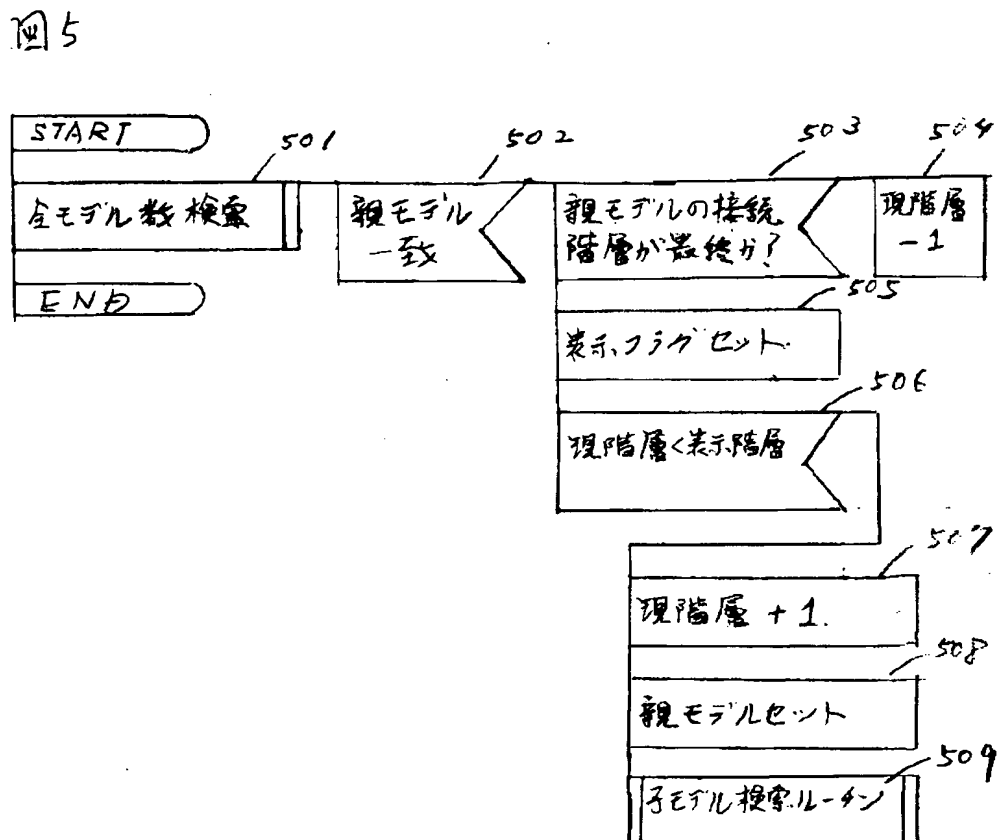 図5
START
501
502
503
504
全モデル数検索
親モデル
一致
親モデルの接続
階層が最終か?
現階層
-1
END
505
表示フラグセット
506
現階層<表示階層
507
現階層 +1
508
親モデルセット
509
子モデル検索ルーチン